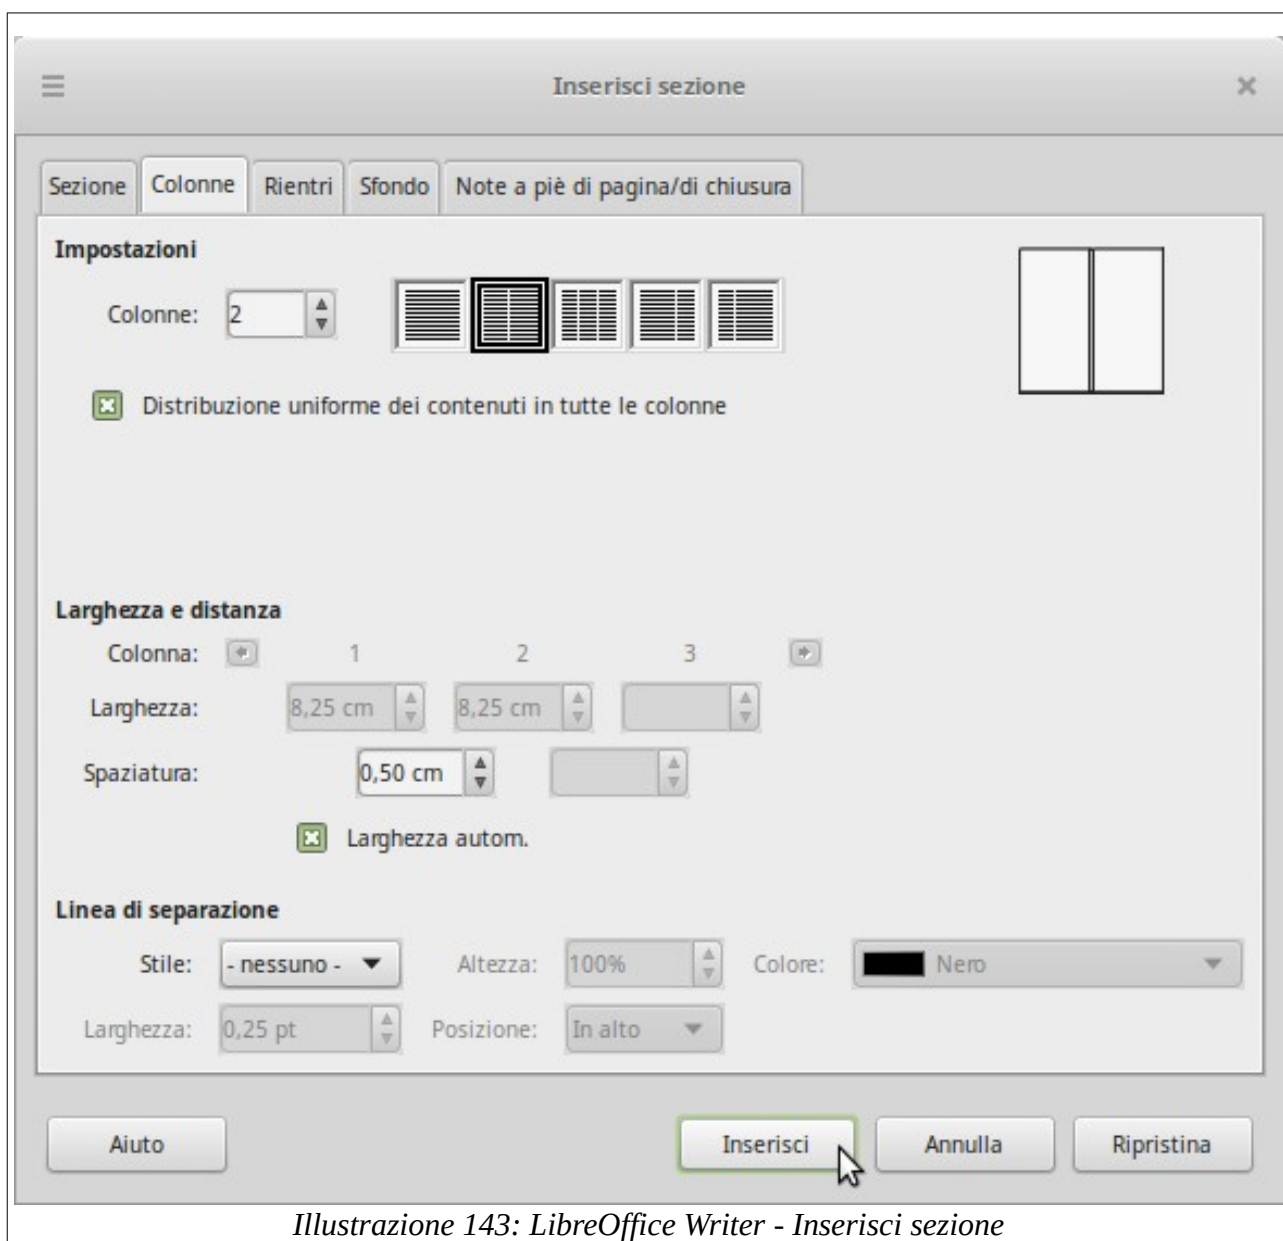 Inserisci sezione
Sezione Colonne Rientri Sfondo Note a piè di pagina/di chiusura
Impostazioni
Colonne: 2
Distribuzione uniforme dei contenuti in tutte le colonne
Larghezza e distanza
Colonna: 1 2 3
Larghezza: 8,25 cm 8,25 cm
Spaziatura: 0,50 cm
Larghezza autom.
Linea di separazione
Stile: - nessuno - Altezza: 100% Colore: Nero
Larghezza: 0,25 pt Posizione: In alto
Aiuto Inserisci Annulla Ripristina
Illustrazione 143: LibreOffice Writer - Inserisci sezione